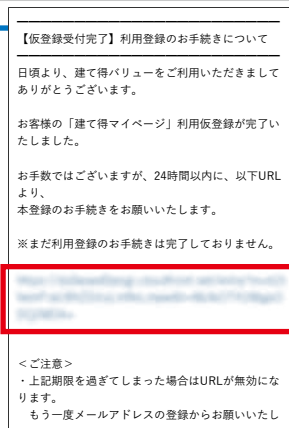 【仮登録受付完了】利用登録のお手続きについて
日頃より、建て得バリューをご利用いただきまして
ありがとうございます。
お客様の「建て得マイページ」利用仮登録が完了い
たしました。
お手数ではございますが、24時間以内に、以下URL
より、
本登録のお手続きをお願いいたします。
※まだ利用登録のお手続きは完了しておりません。
＜ご注意＞
・上記期限を過ぎてしまった場合はURLが無効にな
ります。
もう一度メールアドレスの登録からお願いいたし